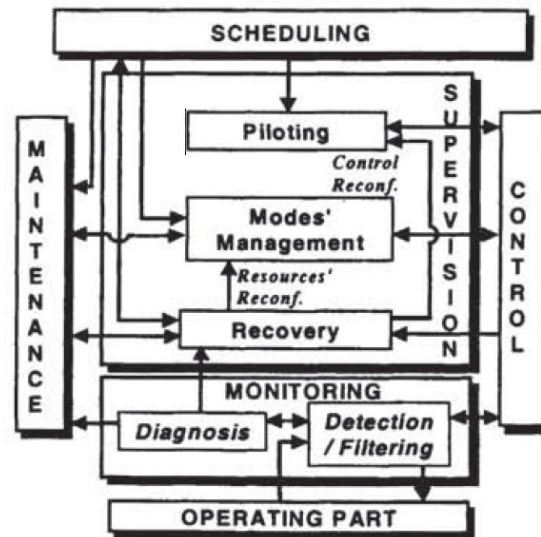 SCHEDULING
SUPERVISION
Piloting
Control
Reconf.
MAINTENANCE
CONTROL
Modes'
Management
Resources'
Reconf.
Recovery
MONITORING
Diagnosis
Detection
/ Filtering
OPERATING PART